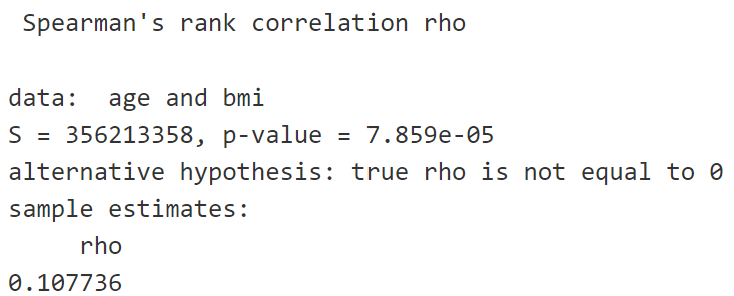 Spearman's rank correlation rho
data:  age and bmi
S = 356213358, p-value = 7.859e-05
alternative hypothesis: true rho is not equal to 0
sample estimates:
     rho
0.107736